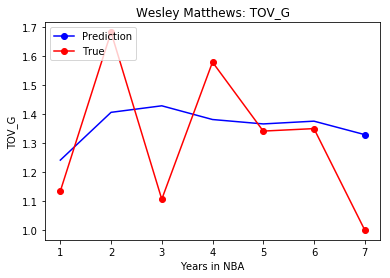 Wesley Matthews: TOV_G
Prediction
True
TOV_G
1.7
1.6
1.5
1.4
1.3
1.2
1.1
1.0
1 2 3 4 5 6 7
Years in NBA